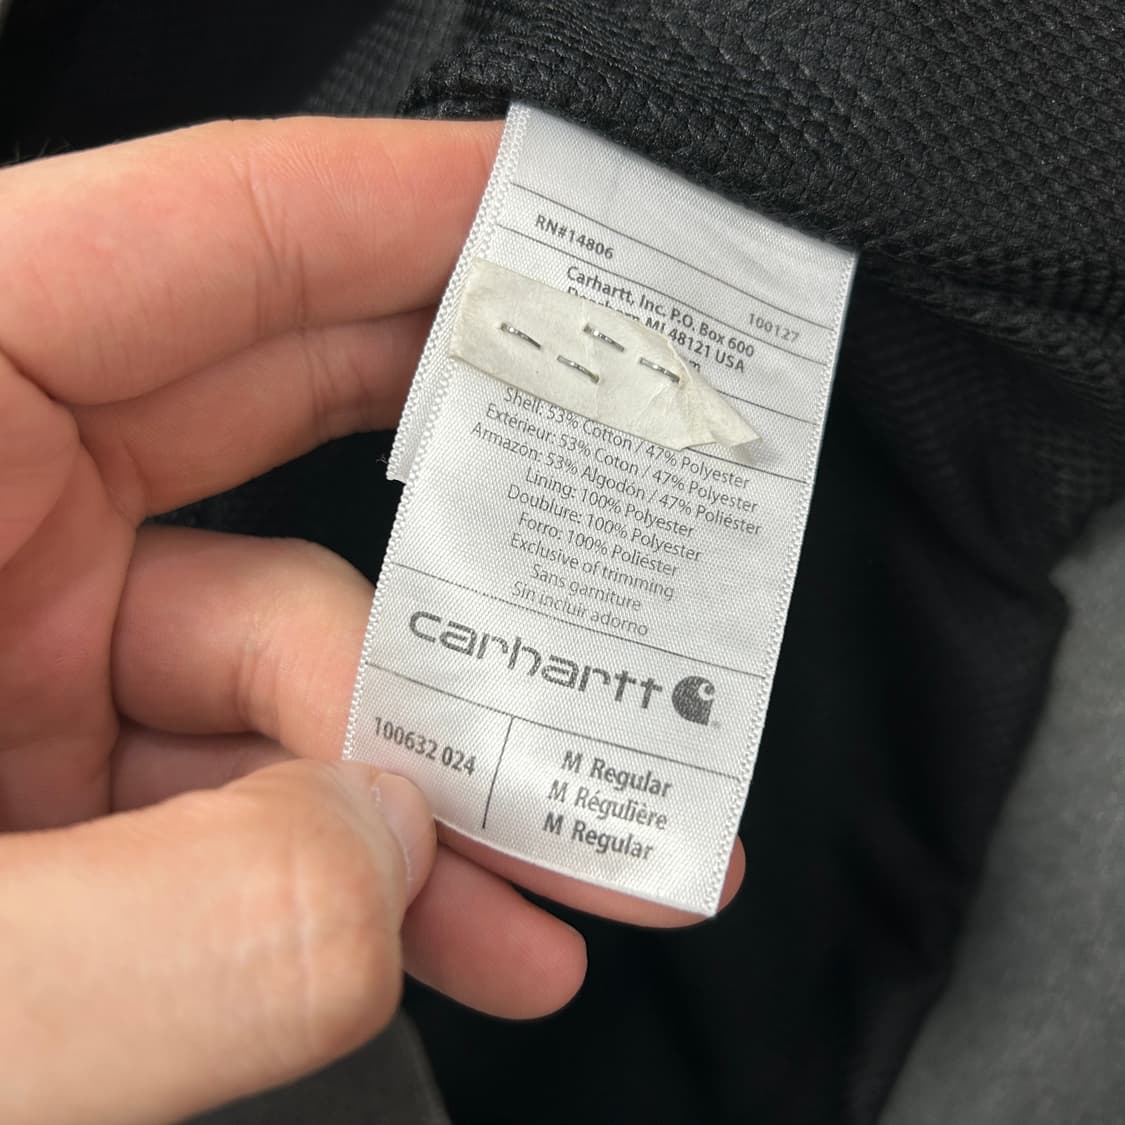 RN#14806
100127
Carhartt, Inc. P.O. Box 600
MI 48121 USA
Shell: 53% Cotton / 47% Polyester
Extérieur: 53% Coton / 47% Polyester
Armazon: 53% Algodón / 47% Poliéster
Lining: 100% Polyester
Doublure: 100% Polyester
Forro: 100% Poliéster
Exclusive of trimming
Sans garniture
Sin incluir adorno
carhartt
100632 024
M Regular
M Régulière
M Regular